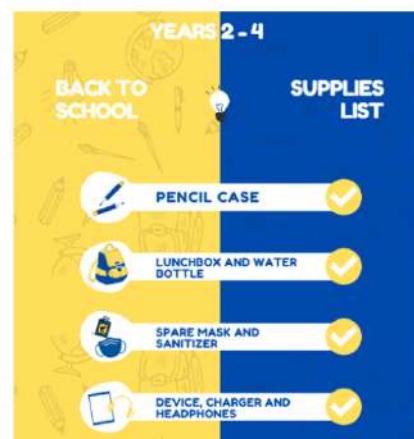 YEARS 2 - 4
BACK TO
SCHOOL
SUPPLIES
LIST
PENCIL CASE
LUNCHBOX AND WATER
BOTTLE
SPARE MASK AND
SANITIZER
DEVICE, CHARGER AND
HEADPHONES